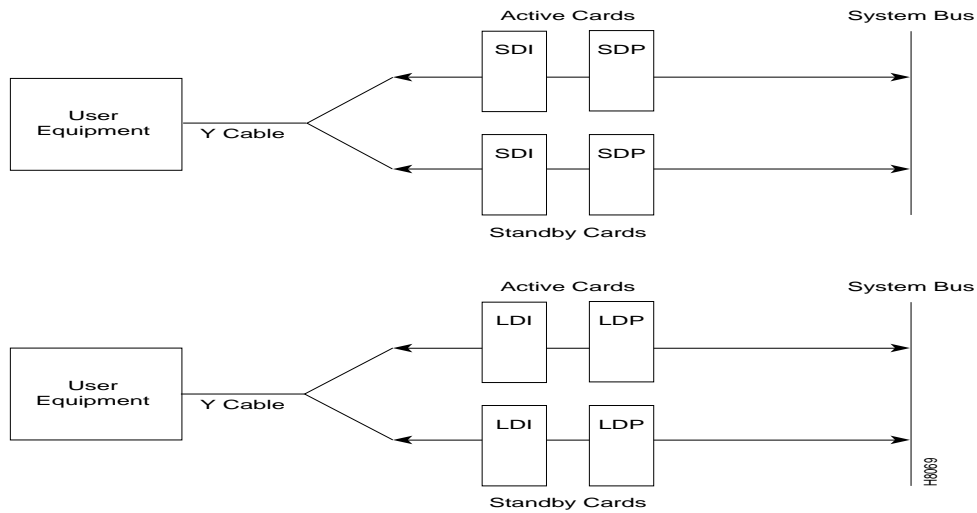 Active Cards
System Bus
SDI
SDP
User
Equipment
Y Cable
SDI
SDP
Standby Cards
Active Cards
System Bus
LDI
LDP
User
Equipment
Y Cable
LDI
LDP
Standby Cards
H8069